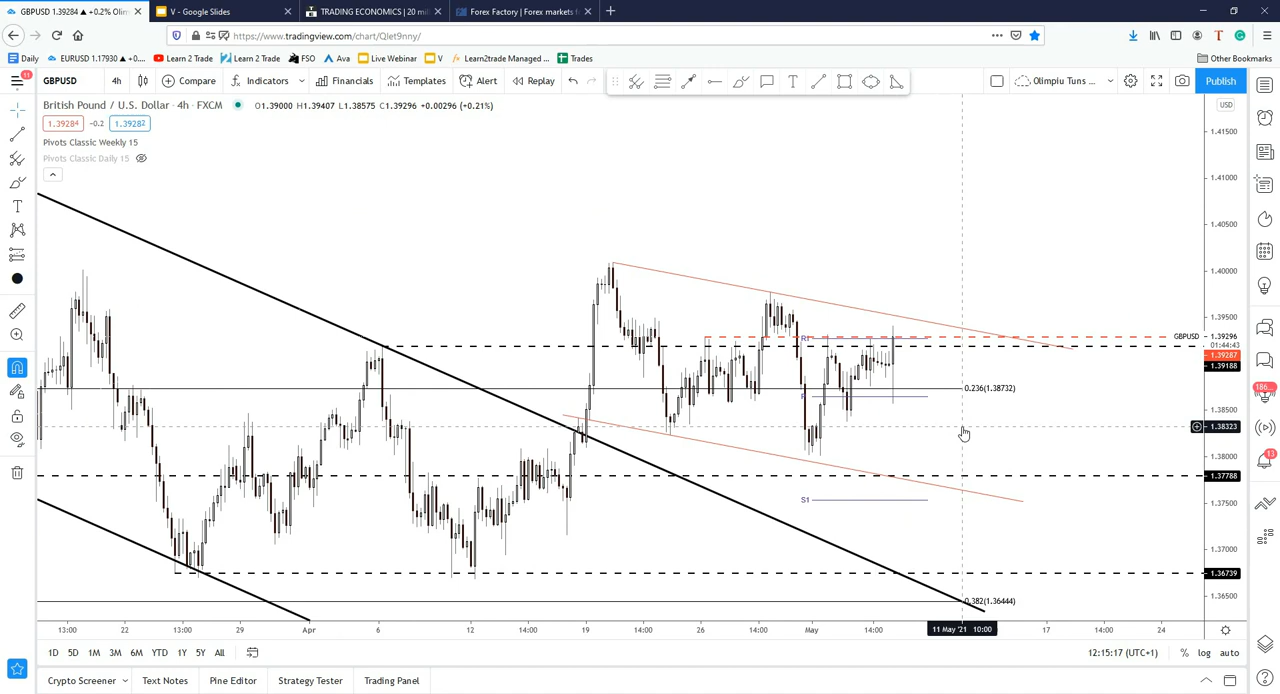 GBPUSD 1.39284 ▲ +0.2% Olim
V - Google Slides
TRADING ECONOMICS | 20 mil
Forex Factory | Forex markets f
https://www.tradingview.com/chart/QIet9nny/
Daily
EURUSD 1.17930 ▲ +0....
Learn 2 Trade
Learn 2 trade
FSO
Ava
Live Webinar
V
Learn2trade Managed ...
Trades
Other Bookmarks
11
GBPUSD
4h
Compare
Indicators
Financials
Templates
Alert
Replay
Olimpiu Tuns ...
Publish
British Pound / U.S. Dollar • 4h • FXCM
O1.39000 H1.39407 L1.38575 C1.39296 +0.00296 (+0.21%)
1.39284
-0.2
1.39282
Pivots Classic Weekly 15
Pivots Classic Daily 15
USD
1.41500
1.41000
1.40500
1.40000
1.39500
R1
GBPUSD
1.39296
01:44:43
1.39287
1.39188
0.236(1.38732)
P
1.38500
1.38323
1.38000
1.37788
S1
1.37500
1.37000
1.36739
1.36500
0.382(1.36444)
13:00
22
13:00
29
Apr
6
12
14:00
19
14:00
26
14:00
May
14:00
11 May '21 10:00
17
14:00
24
1D
5D
1M
3M
6M
YTD
1Y
5Y
All
12:15:17 (UTC+1)
%
log
auto
Crypto Screener
Text Notes
Pine Editor
Strategy Tester
Trading Panel
186...
13